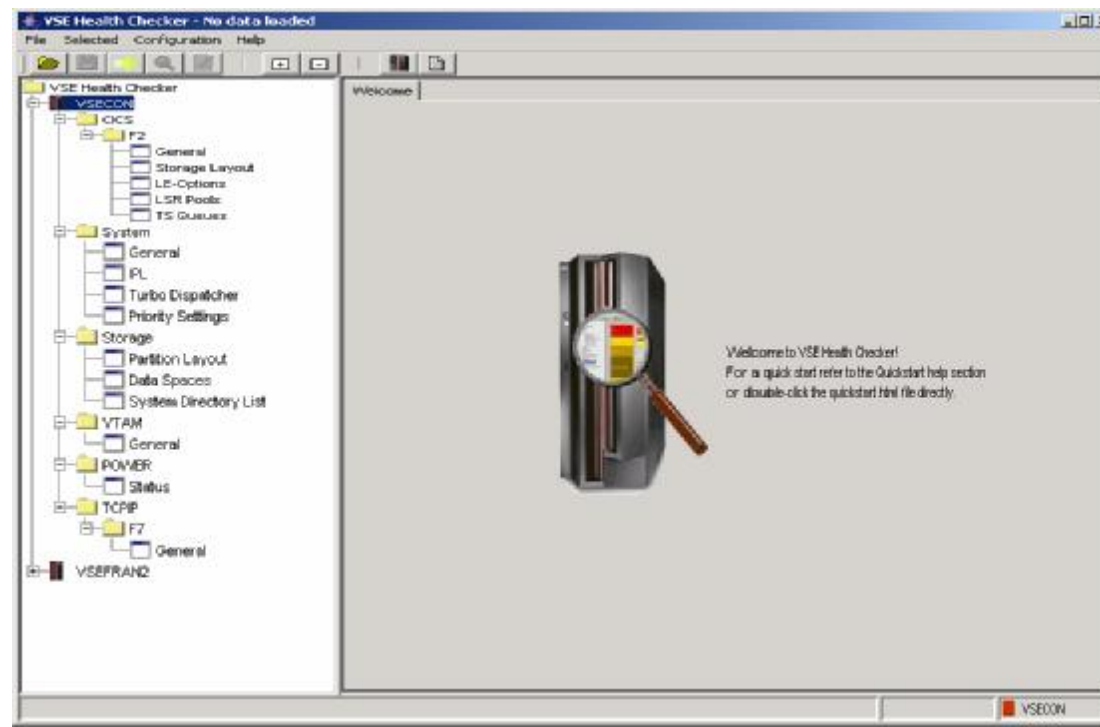 VSE Health Checker - No data loaded
File Selected Configuration Help
VSE Health Checker
VSECON
CICS
F2
General
Storage Layout
LE-Options
LSR Pools
TS Queues
System
General
IPL
Turbo Dispatcher
Priority Settings
Storage
Partition Layout
Data Spaces
System Directory List
VTAM
General
POWER
Status
TCPIP
F7
General
VSEFRAN2
Welcome
Welcome to VSE Health Checker!
For a quick start refer to the Quickstart help section
or double-click the quickstart.html file directly.
VSECON